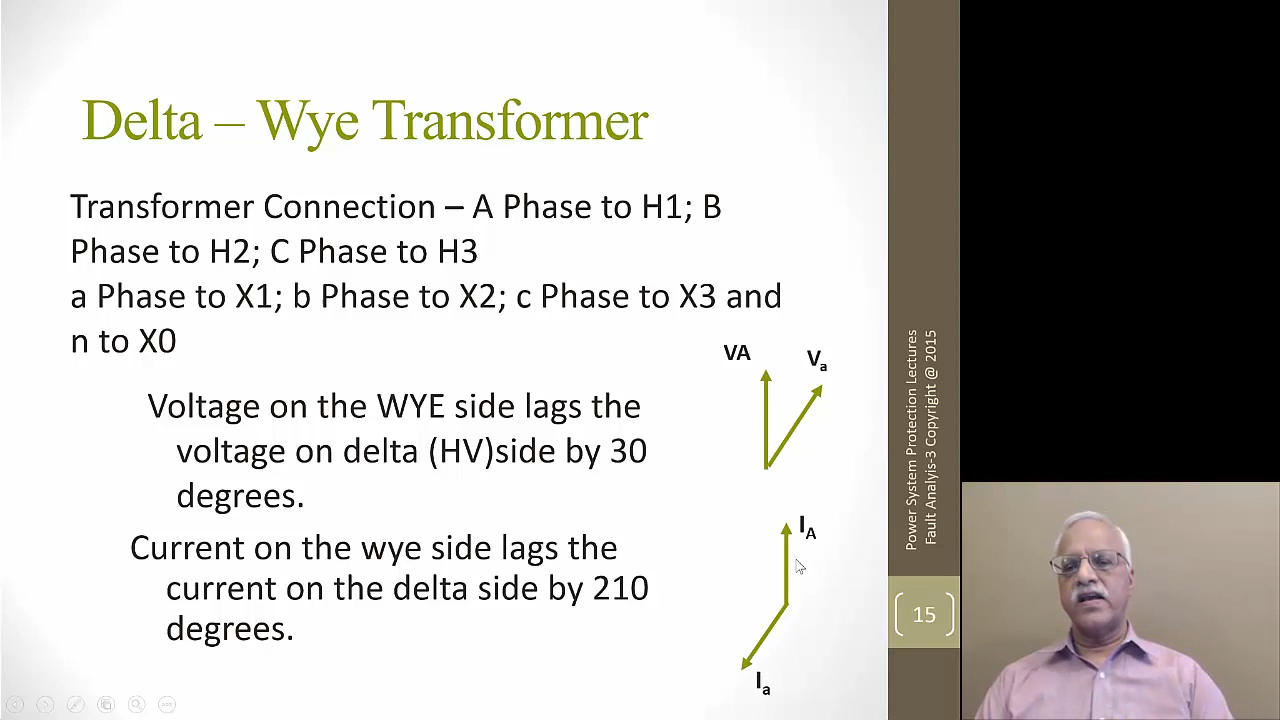 Delta – Wye Transformer
Transformer Connection – A Phase to H1; B
Phase to H2; C Phase to H3
a Phase to X1; b Phase to X2; c Phase to X3 and
n to X0
VA
Va
Voltage on the WYE side lags the
voltage on delta (HV)side by 30
degrees.
IA
Current on the wye side lags the
current on the delta side by 210
degrees.
Ia
Power System Protection Lectures
Fault Analyis-3 Copyright @ 2015
15